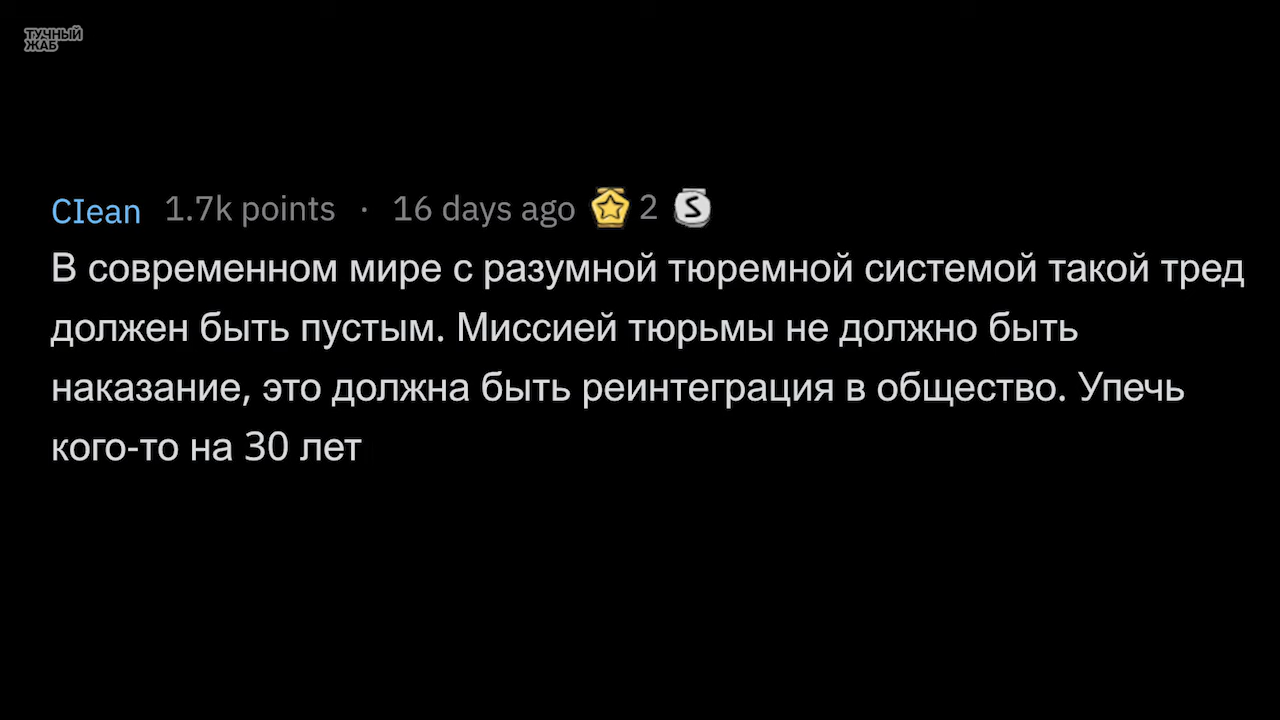 ТУЧНЫЙ
ЖАБ
CIean 1.7k points · 16 days ago 2 S
В современном мире с разумной тюремной системой такой тред
должен быть пустым. Миссией тюрьмы не должно быть
наказание, это должна быть реинтеграция в общество. Упечь
кого-то на 30 лет